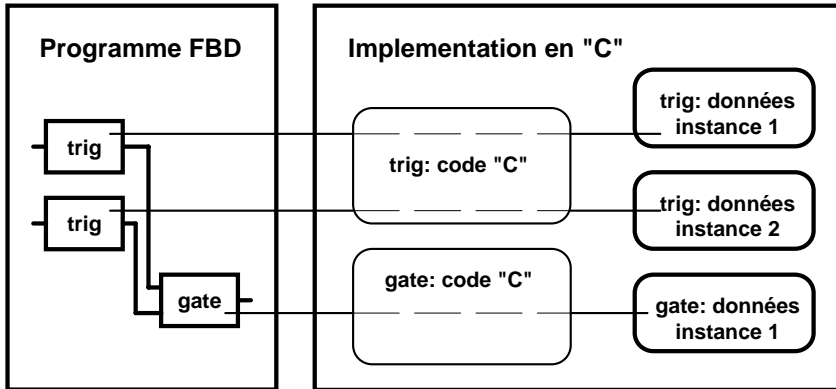 Programme FBD
trig
trig
gate
Implementation en "C"
trig: code "C"
gate: code "C"
trig: données
instance 1
trig: données
instance 2
gate: données
instance 1